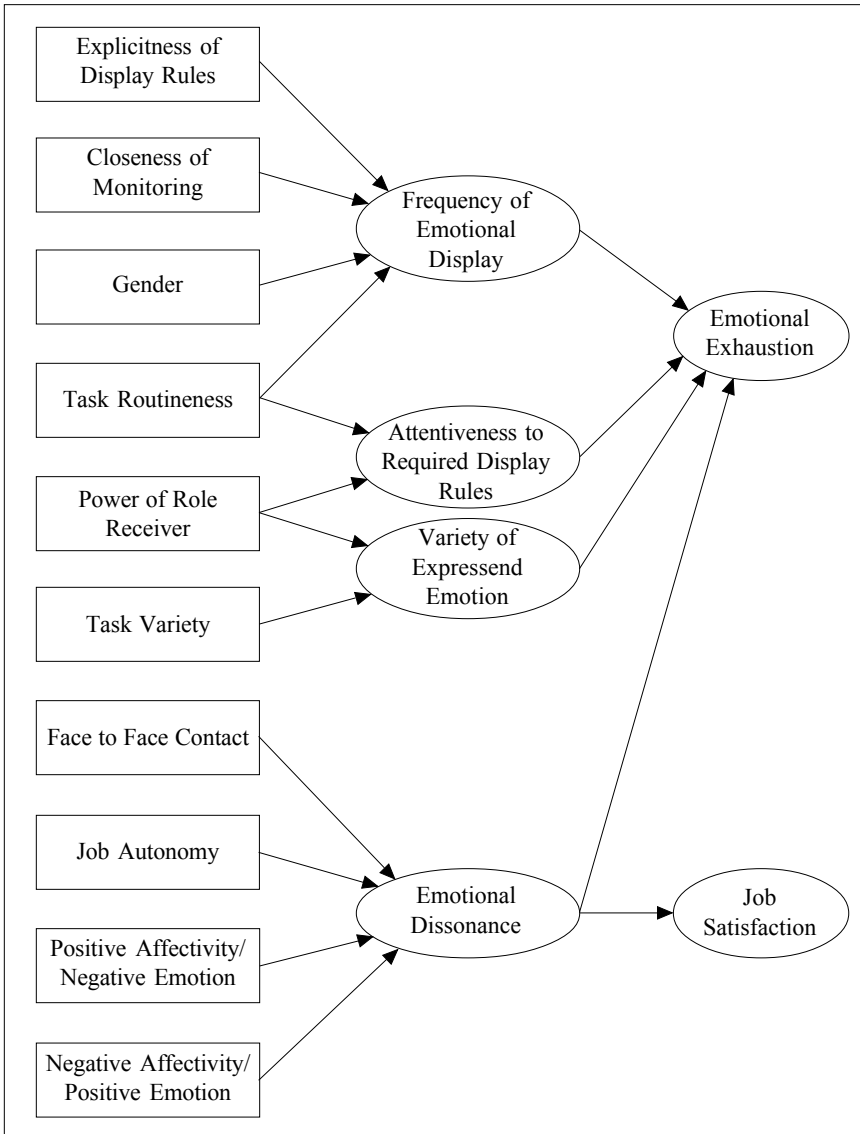 Explicitness of
Display Rules
Closeness of
Monitoring
Gender
Task Routineness
Power of Role
Receiver
Task Variety
Face to Face Contact
Job Autonomy
Positive Affectivity/
Negative Emotion
Negative Affectivity/
Positive Emotion
Frequency of
Emotional
Display
Attentiveness to
Required Display
Rules
Variety of
Expressend
Emotion
Emotional
Dissonance
Emotional
Exhaustion
Job
Satisfaction